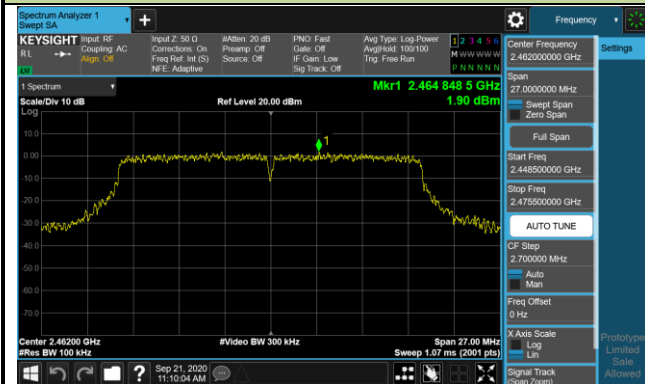 Spectrum Analyzer 1
Swept SA
Frequency
KEYSIGHT Input: RF Input Z: 50 Ω #Atten: 20 dB PNO: Fast Avg Type: Log-Power 1 2 3 4 5 6
RL Coupling: AC Corrections: On Preamp: Off Gate: Off Avg|Hold: 100/100 M W W W W W
Align: Off Freq Ref: Int (S) Source: Off IF Gain: Low Trig: Free Run
NFE: Adaptive Sig Track: Off P N N N N N
1 Spectrum
Mkr1 2.464 848 5 GHz
Scale/Div 10 dB Ref Level 20.00 dBm 1.90 dBm
Log
1
10.0
0.00
-10.0
-20.0
-30.0
-40.0
-50.0
-60.0
-70.0
Center 2.46200 GHz #Video BW 300 kHz Span 27.00 MHz
#Res BW 100 kHz Sweep 1.07 ms (2001 pts)
Sep 21, 2020
11:10:04 AM
Center Frequency
2.462000000 GHz
Settings
Span
27.0000000 MHz
Swept Span
Zero Span
Full Span
Start Freq
2.448500000 GHz
Stop Freq
2.475500000 GHz
AUTO TUNE
CF Step
2.700000 MHz
Auto
Man
Freq Offset
0 Hz
X Axis Scale
Log
Lin
Signal Track
(Span Zoom)
Prototype
Limited
Sale
Allowed